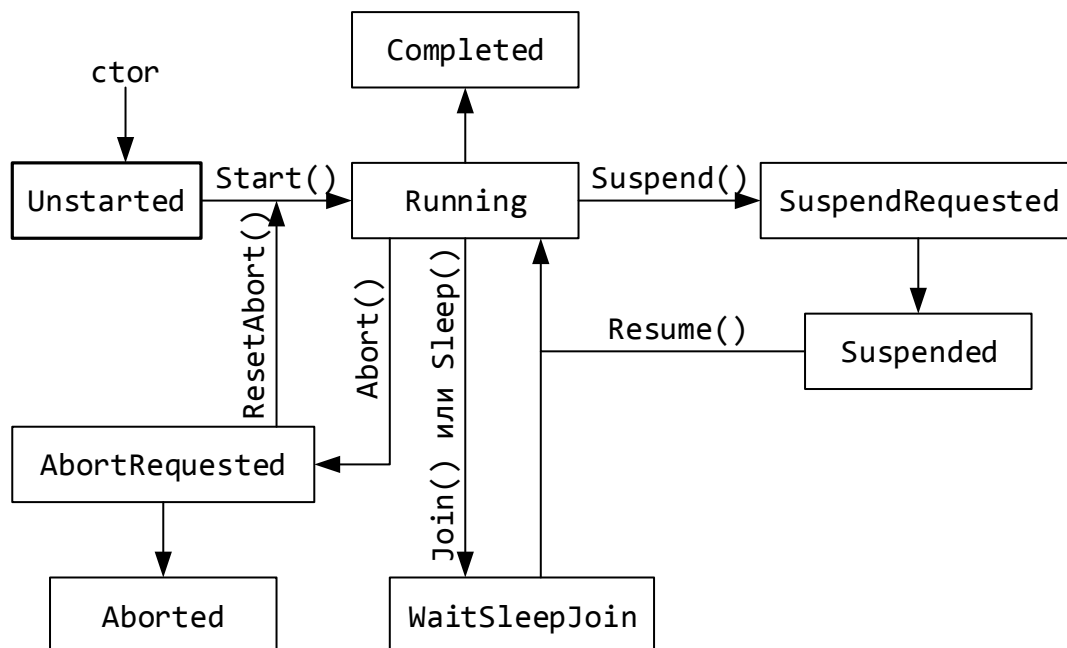 Completed
ctor
Unstarted
Start()
Running
Suspend()
SuspendRequested
ResetAbort()
Abort()
Join() или Sleep()
Resume()
Suspended
AbortRequested
Aborted
WaitSleepJoin